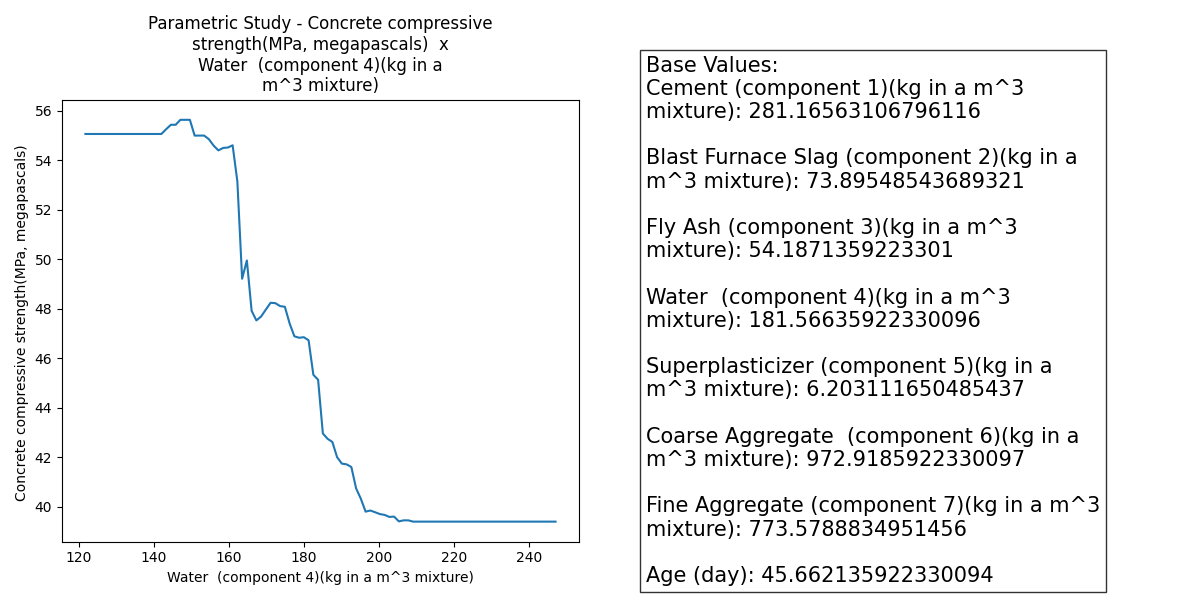 Parametric Study - Concrete compressive
strength(MPa, megapascals)  x
Water  (component 4)(kg in a
m^3 mixture)
56
54
52
50
48
46
44
42
40
Concrete compressive strength(MPa, megapascals)
120 140 160 180 200 220 240
Water  (component 4)(kg in a m^3 mixture)
Base Values:
Cement (component 1)(kg in a m^3
mixture): 281.16563106796116
Blast Furnace Slag (component 2)(kg in a
m^3 mixture): 73.89548543689321
Fly Ash (component 3)(kg in a m^3
mixture): 54.1871359223301
Water  (component 4)(kg in a m^3
mixture): 181.56635922330096
Superplasticizer (component 5)(kg in a
m^3 mixture): 6.203111650485437
Coarse Aggregate  (component 6)(kg in a
m^3 mixture): 972.9185922330097
Fine Aggregate (component 7)(kg in a m^3
mixture): 773.5788834951456
Age (day): 45.662135922330094